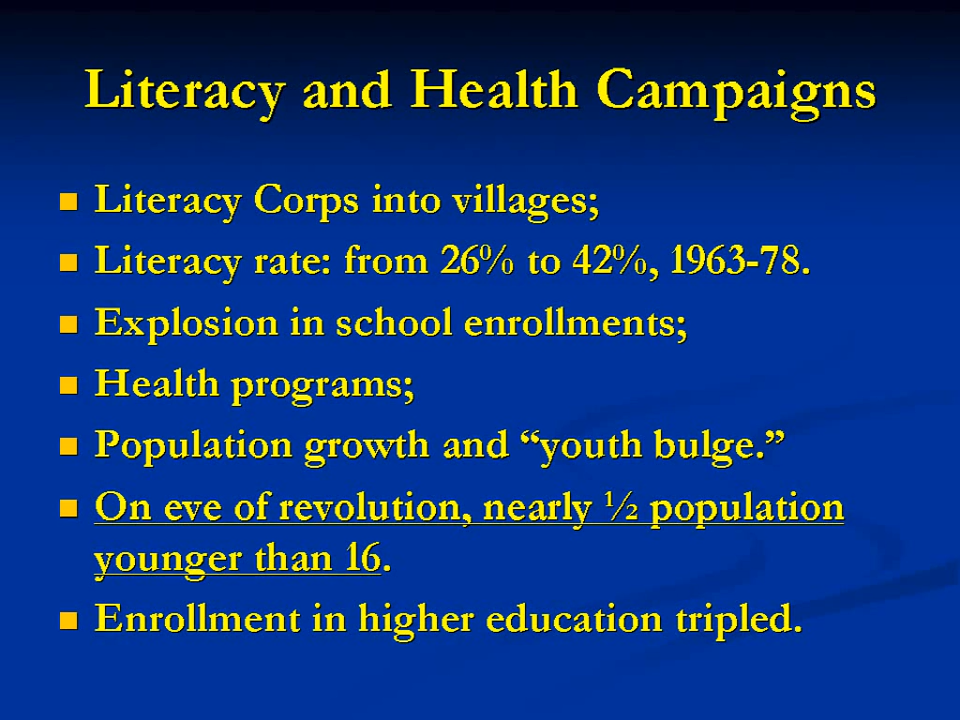 Literacy and Health Campaigns
Literacy Corps into villages;
Literacy rate: from 26% to 42%, 1963-78.
Explosion in school enrollments;
Health programs;
Population growth and “youth bulge.”
On eve of revolution, nearly ½ population
younger than 16.
Enrollment in higher education tripled.